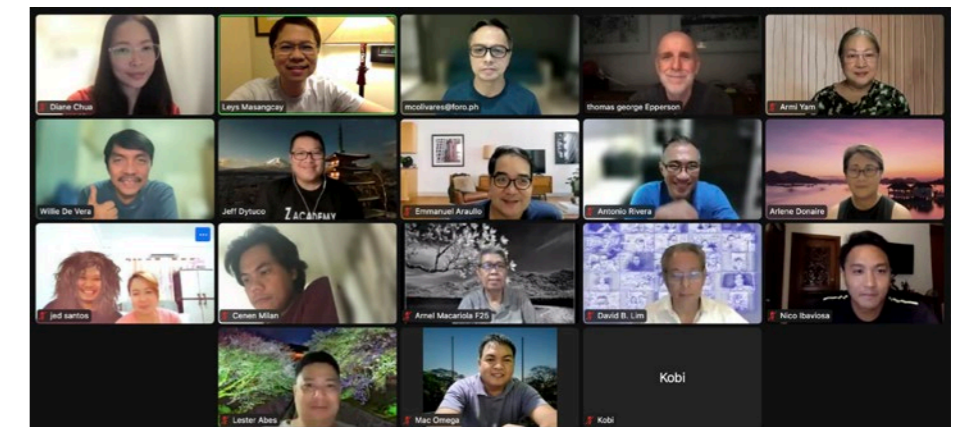 Diane Chua
Leys Masangcay
mcolivares@foro.ph
thomas george Epperson
Armi Yam
Willie De Vera
Jeff Dytuco
Z ACADEMY
Emmanuel Araullo
Antonio Rivera
Arlene Donaire
jed santos
Cenen Milan
Arnel Macariola F25
David B. Lim
Nico Ibaviosa
Lester Abes
Mac Omega
Kobi
Kobi